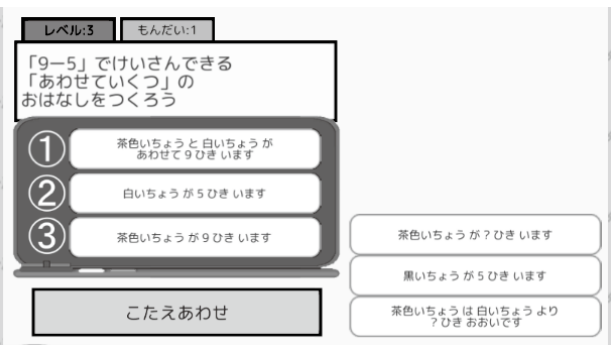 レベル:3
もんだい:1
「9ー5」でけいさんできる
「あわせていくつ」の
おはなしをつくろう
① 茶色いちょう と 白いちょう が
あわせて 9 ひき います
② 白いちょう が 5 ひき います
③ 茶色いちょう が 9 ひき います
茶色いちょう が ? ひき います
黒いちょう が 5 ひき います
茶色いちょう は 白いちょう より
? ひき おおいです
こたえあわせ